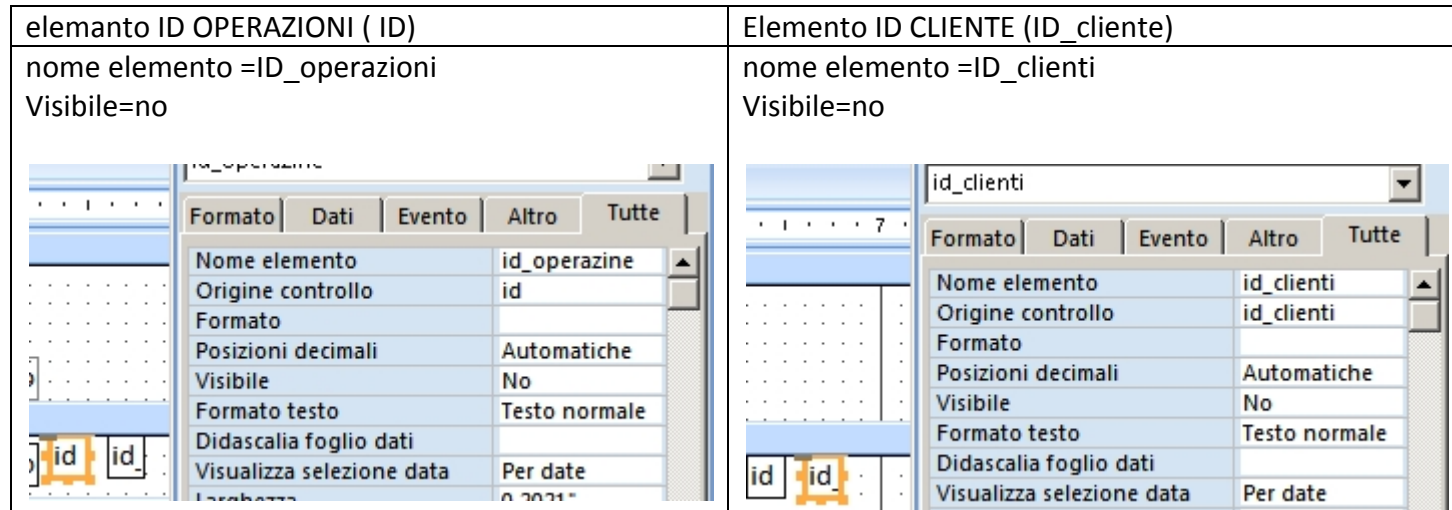 elemanto ID OPERAZIONI ( ID)
nome elemento =ID_operazioni
Visibile=no
Formato Dati Evento Altro Tutte
Nome elemento id_operazine
Origine controllo id
Formato
Posizioni decimali Automatiche
Visibile No
Formato testo Testo normale
Didascalia foglio dati
Visualizza selezione data Per date
id id_
Elemento ID CLIENTE (ID_cliente)
nome elemento =ID_clienti
Visibile=no
id_clienti
7
Formato Dati Evento Altro Tutte
Nome elemento id_clienti
Origine controllo id_clienti
Formato
Posizioni decimali Automatiche
Visibile No
Formato testo Testo normale
Didascalia foglio dati
Visualizza selezione data Per date
id id_